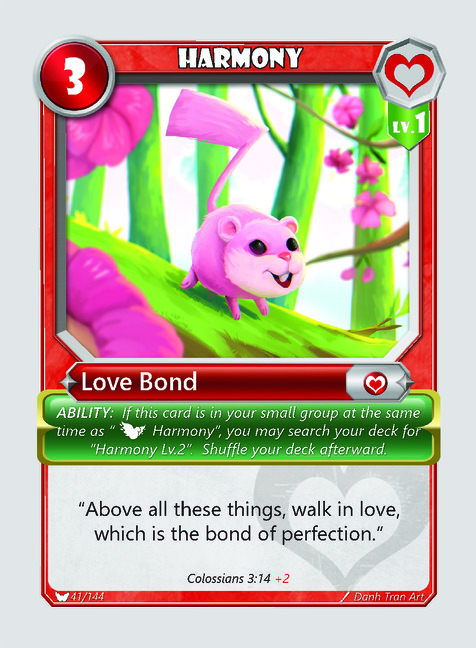 HARMONY
3
LV.1
Love Bond
ABILITY: If this card is in your small group at the same
time as " Harmony", you may search your deck for
"Harmony Lv.2". Shuffle your deck afterward.
“Above all these things, walk in love,
which is the bond of perfection.“
Colossians 3:14 +2
41/144
Danh Tran Art